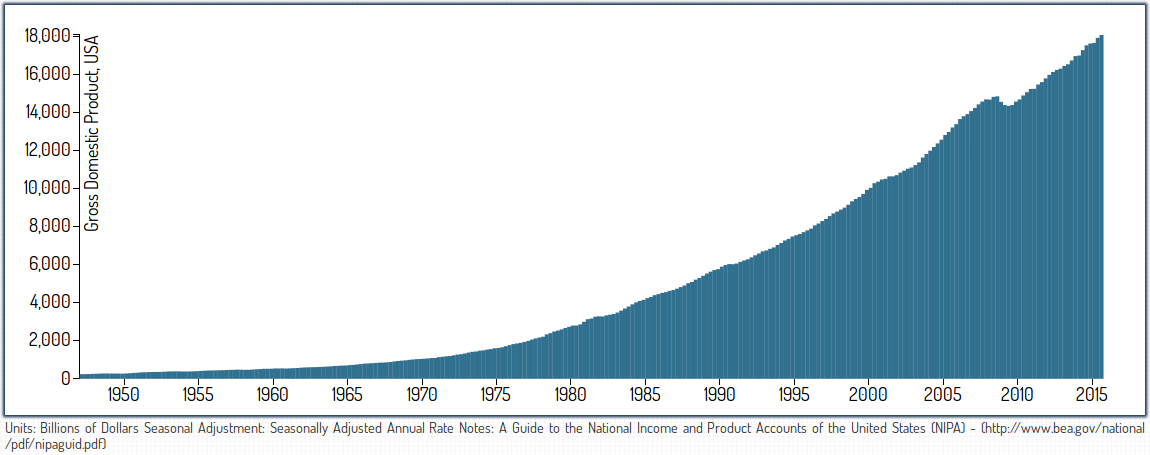 18,000
16,000
14,000
12,000
10,000
8,000
6,000
4,000
2,000
0
Gross Domestic Product, USA
1950 1955 1960 1965 1970 1975 1980 1985 1990 1995 2000 2005 2010 2015
Units: Billions of Dollars Seasonal Adjustment: Seasonally Adjusted Annual Rate Notes: A Guide to the National Income and Product Accounts of the United States (NIPA) - (http://www.bea.gov/national
/pdf/nipaguid.pdf)